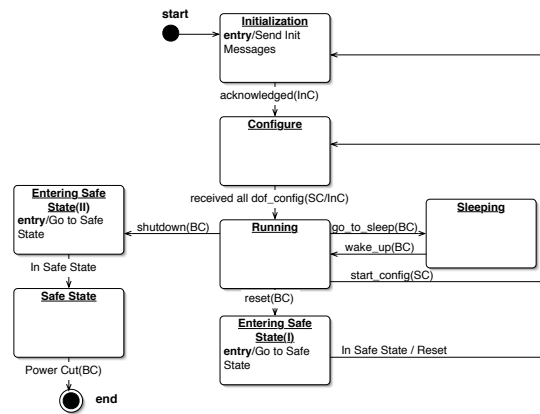 start
Initialization
entry/Send Init
Messages
acknowledged(InC)
Configure
received all dof_config(SC/InC)
Entering Safe
State(II)
entry/Go to Safe
State
shutdown(BC)
Running
go_to_sleep(BC)
wake_up(BC)
Sleeping
start_config(SC)
In Safe State
reset(BC)
Safe State
Entering Safe
State(I)
entry/Go to Safe
State
In Safe State / Reset
Power Cut(BC)
end